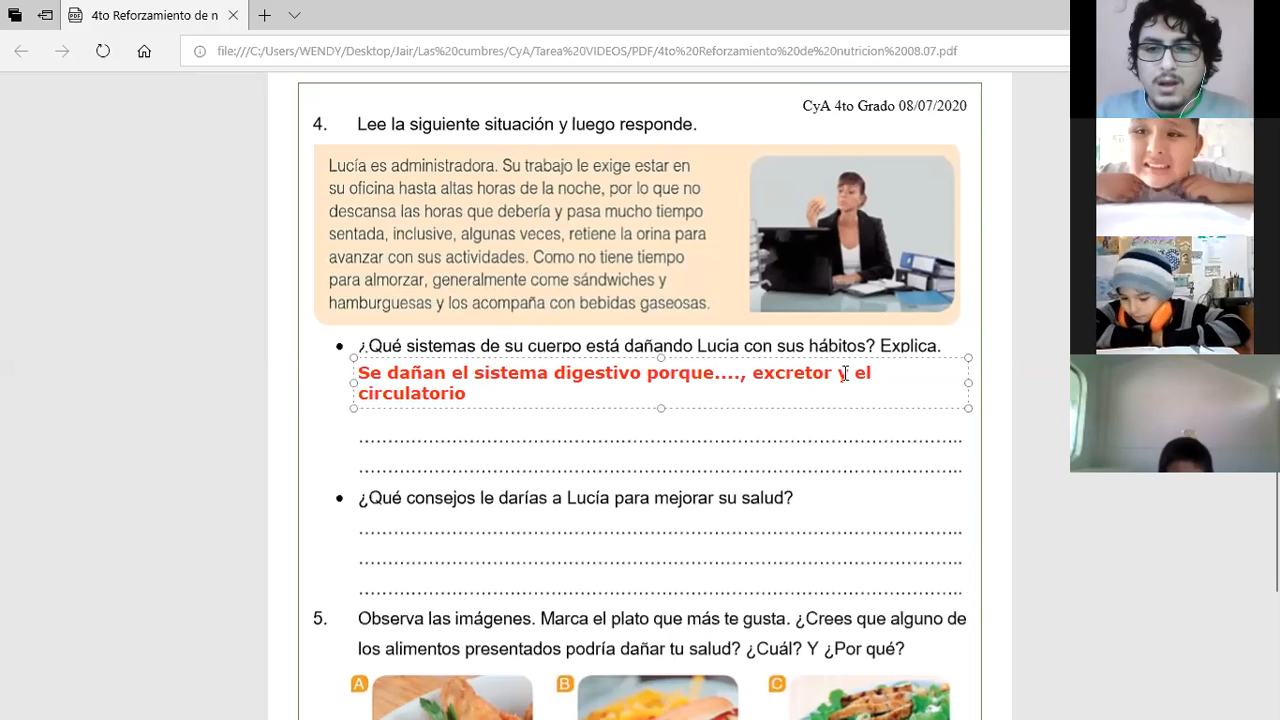 4to Reforzamiento de n
file:///C:/Users/WENDY/Desktop/Jair/Las%20cumbres/CyA/Tarea%20VIDEOS/PDF/4to%20Reforzamiento%20de%20nutricion%2008.07.pdf
CyA 4to Grado 08/07/2020
4. Lee la siguiente situación y luego responde.
Lucía es administradora. Su trabajo le exige estar en
su oficina hasta altas horas de la noche, por lo que no
descansa las horas que debería y pasa mucho tiempo
sentada, inclusive, algunas veces, retiene la orina para
avanzar con sus actividades. Como no tiene tiempo
para almorzar, generalmente come sándwiches y
hamburguesas y los acompaña con bebidas gaseosas.
• ¿Qué sistemas de su cuerpo está dañando Lucia con sus hábitos? Explica.
Se dañan el sistema digestivo porque...., excretor y el
circulatorio
• ¿Qué consejos le darías a Lucía para mejorar su salud?
5. Observa las imágenes. Marca el plato que más te gusta. ¿Crees que alguno de
los alimentos presentados podría dañar tu salud? ¿Cuál? Y ¿Por qué?
A B C